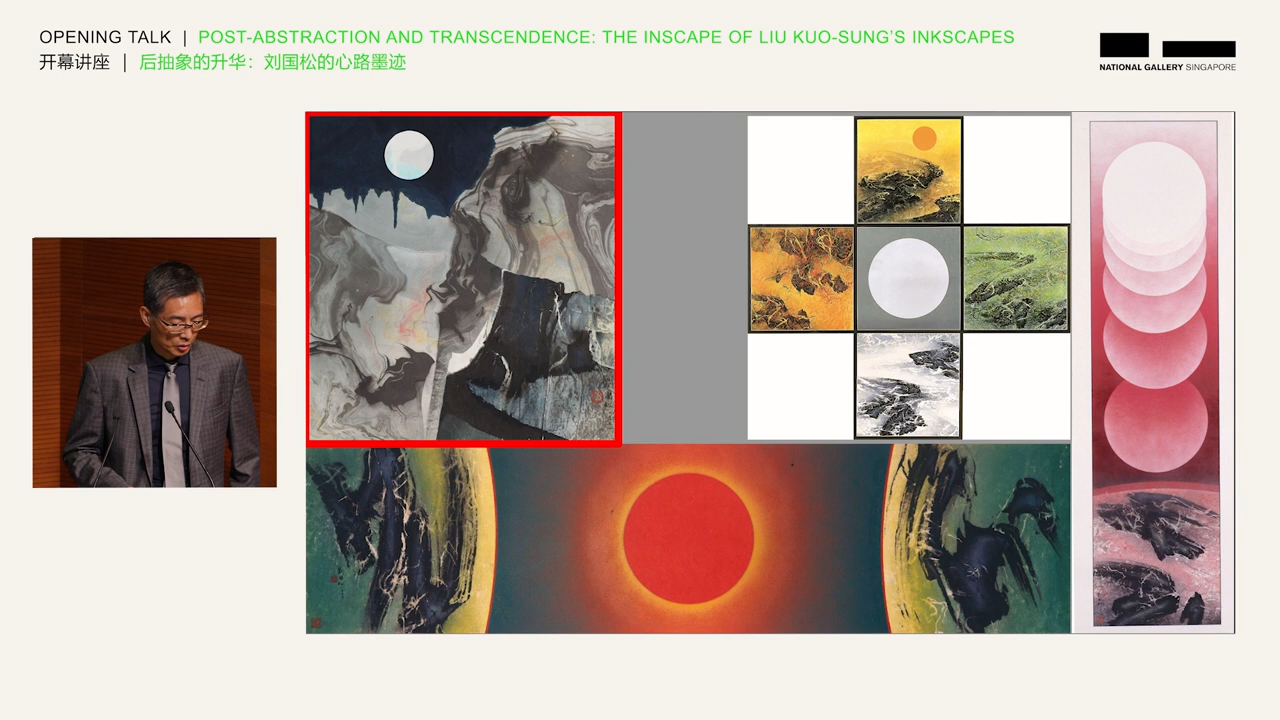 OPENING TALK | POST-ABSTRACTION AND TRANSCENDENCE: THE INSCAPE OF LIU KUO-SUNG'S INKSCAPES
开幕讲座 | 后抽象的升华：刘国松的心路墨迹
NATIONAL GALLERY SINGAPORE